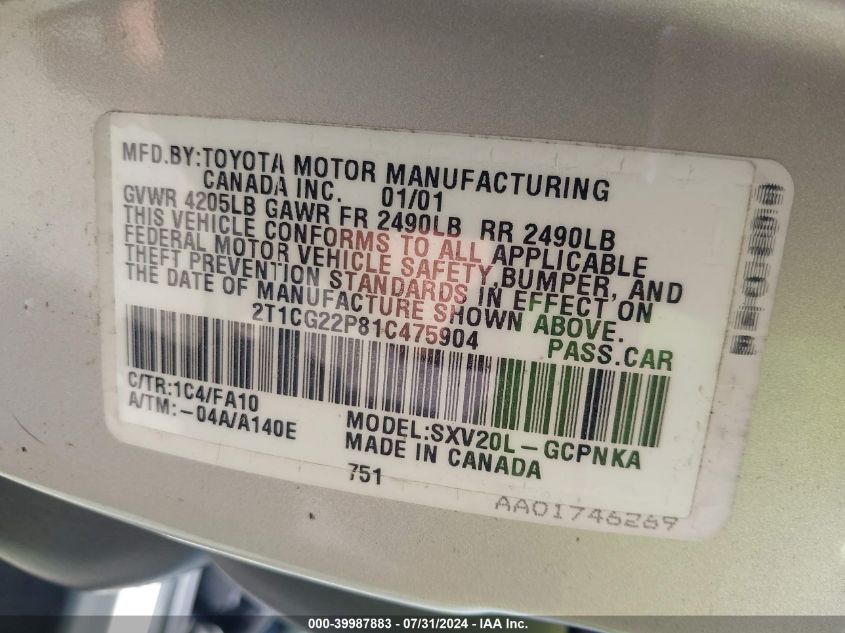 MFD.BY:TOYOTA MOTOR MANUFACTURING
CANADA INC. 01/01
GVWR 4205LB GAWR FR 2490LB RR 2490LB
THIS VEHICLE CONFORMS TO ALL APPLICABLE
FEDERAL MOTOR VEHICLE SAFETY,BUMPER, AND
THEFT PREVENTION STANDARDS IN EFFECT ON
THE DATE OF MANUFACTURE SHOWN ABOVE.
2T1CG22P81C475904 PASS.CAR
C/TR:1C4/FA10
A/TM:-04A/A140E
MODEL:SXV20L-GCPNKA
MADE IN CANADA
751
AA01746269
000-39987883 / 07/31/2024 - IAA Inc.